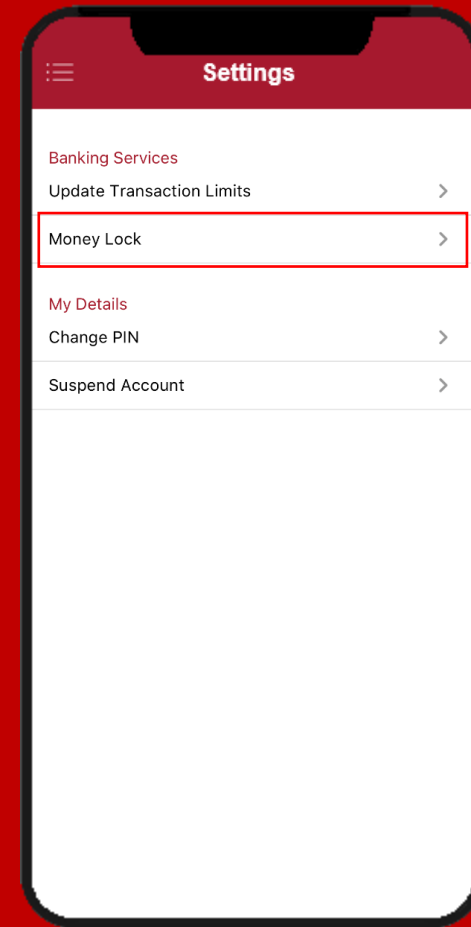 Settings
Banking Services
Update Transaction Limits
Money Lock
My Details
Change PIN
Suspend Account